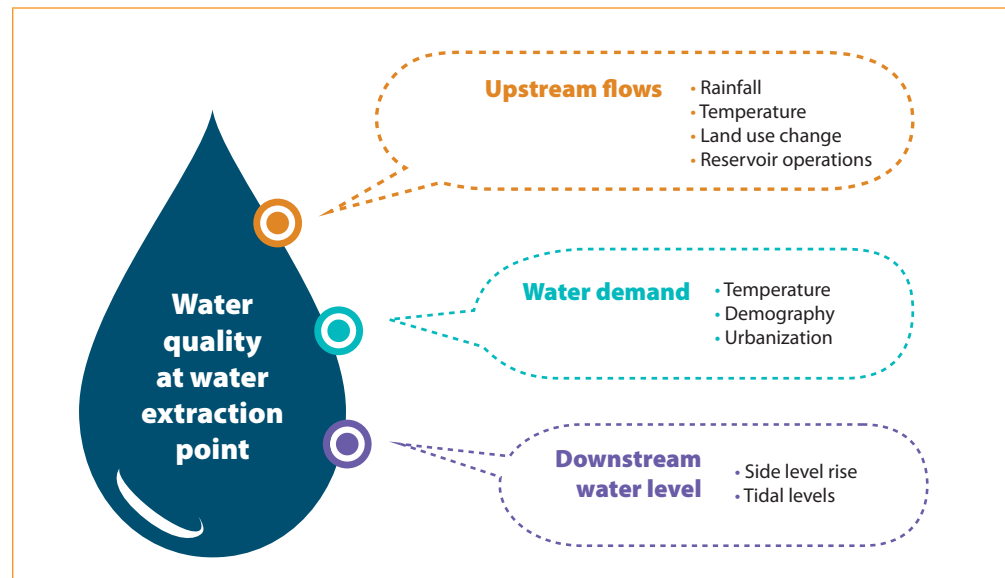 Upstream flows
• Rainfall
• Temperature
• Land use change
• Reservoir operations
Water
quality
at water
extraction
point
Water demand
• Temperature
• Demography
• Urbanization
Downstream
water level
• Side level rise
• Tidal levels